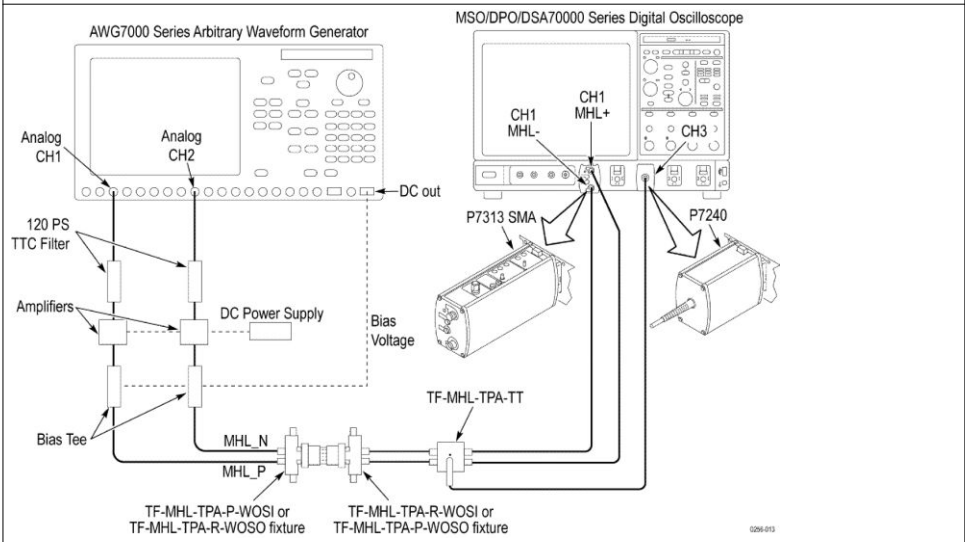 AWG7000 Series Arbitrary Waveform Generator
MSO/DPO/DSA70000 Series Digital Oscilloscope
Analog
CH1
Analog
CH2
DC out
CH1
MHL-
CH1
MHL+
CH3
120 PS
TTC Filter
P7313 SMA
P7240
Amplifiers
DC Power Supply
Bias
Voltage
Bias Tee
TF-MHL-TPA-TT
MHL_N
MHL_P
TF-MHL-TPA-P-WOSI or
TF-MHL-TPA-R-WOSO fixture
TF-MHL-TPA-R-WOSI or
TF-MHL-TPA-P-WOSO fixture
0256-013